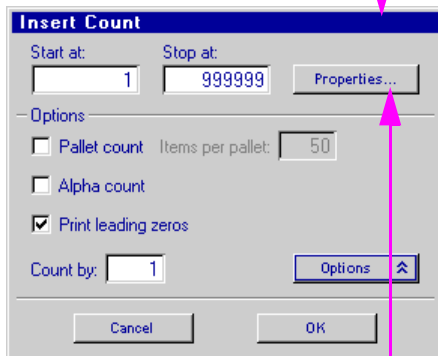 Insert Count
Start at: Stop at:
1 999999 Properties...
Options
Pallet count Items per pallet: 50
Alpha count
Print leading zeros
Count by: 1 Options
Cancel OK